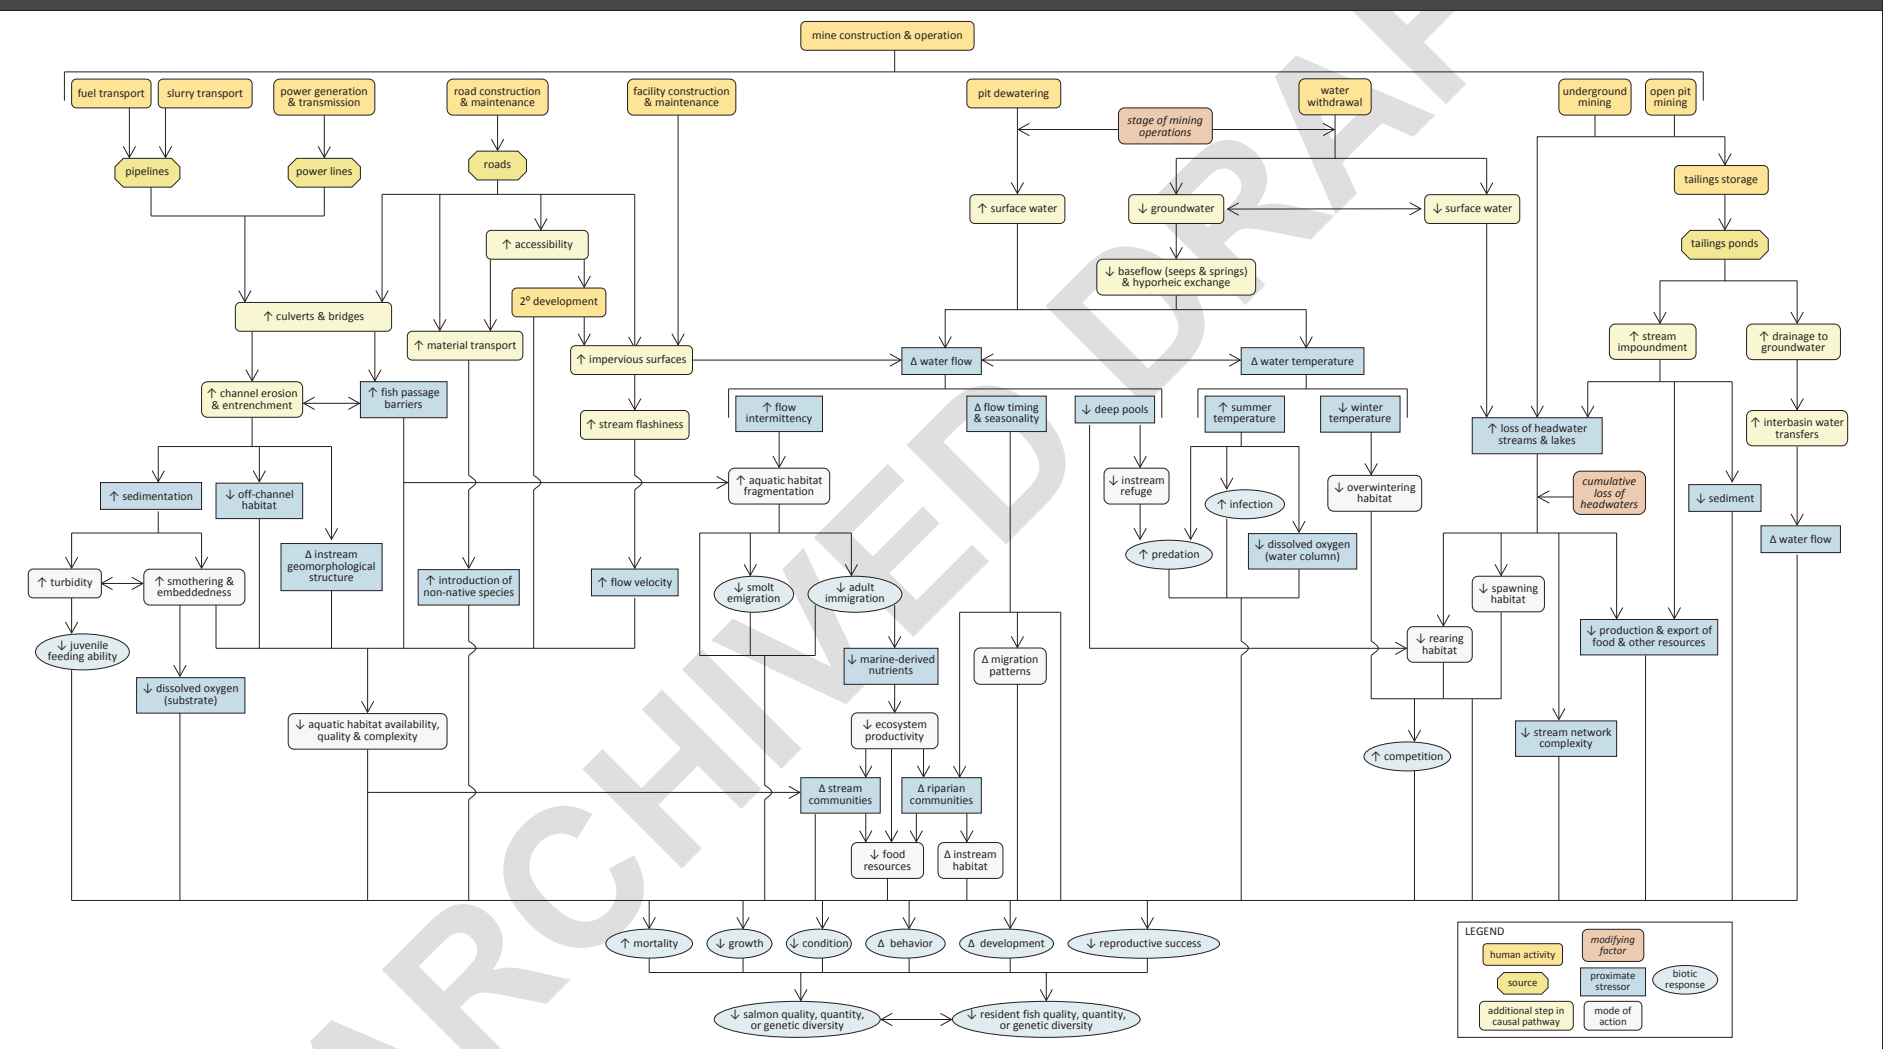 mine construction & operation
fuel transport
slurry transport
power generation
& transmission
road construction
& maintenance
facility construction
& maintenance
pit dewatering
water
withdrawal
underground
mining
open pit
mining
stage of mining
operations
pipelines
power lines
roads
tailings storage
↑ surface water
↓ groundwater
↓ surface water
↑ accessibility
tailings ponds
↓ baseflow (seeps & springs)
& hyporheic exchange
2⁰ development
↑ culverts & bridges
↑ material transport
↑ impervious surfaces
Δ water flow
Δ water temperature
↑ stream
impoundment
↑ drainage to
groundwater
↑ channel erosion
& entrenchment
↑ fish passage
barriers
↑ stream flashiness
↑ flow
intermittency
Δ flow timing
& seasonality
↓ deep pools
↑ summer
temperature
↓ winter
temperature
↑ loss of headwater
streams & lakes
↑ interbasin water
transfers
↑ sedimentation
↓ off-channel
habitat
↑ aquatic habitat
fragmentation
↓ instream
refuge
↑ infection
↓ overwintering
habitat
cumulative
loss of
headwaters
↓ sediment
Δ water flow
Δ instream
geomorphological
structure
↑ predation
↓ dissolved oxygen
(water column)
↑ turbidity
↑ smothering &
embeddedness
↑ introduction of
non-native species
↑ flow velocity
↓ smolt
emigration
↓ adult
immigration
↓ spawning
habitat
↓ juvenile
feeding ability
↓ marine-derived
nutrients
Δ migration
patterns
↓ rearing
habitat
↓ production & export of
food & other resources
↓ dissolved oxygen
(substrate)
↓ aquatic habitat availability,
quality & complexity
↓ ecosystem
productivity
↓ stream network
complexity
↑ competition
Δ stream
communities
Δ riparian
communities
↓ food
resources
Δ instream
habitat
↑ mortality
↓ growth
↓ condition
Δ behavior
Δ development
↓ reproductive success
↓ salmon quality, quantity,
or genetic diversity
↓ resident fish quality, quantity,
or genetic diversity
LEGEND
human activity
modifying
factor
source
proximate
stressor
biotic
response
additional step in
causal pathway
mode of
action
ARCHIVED DRAF